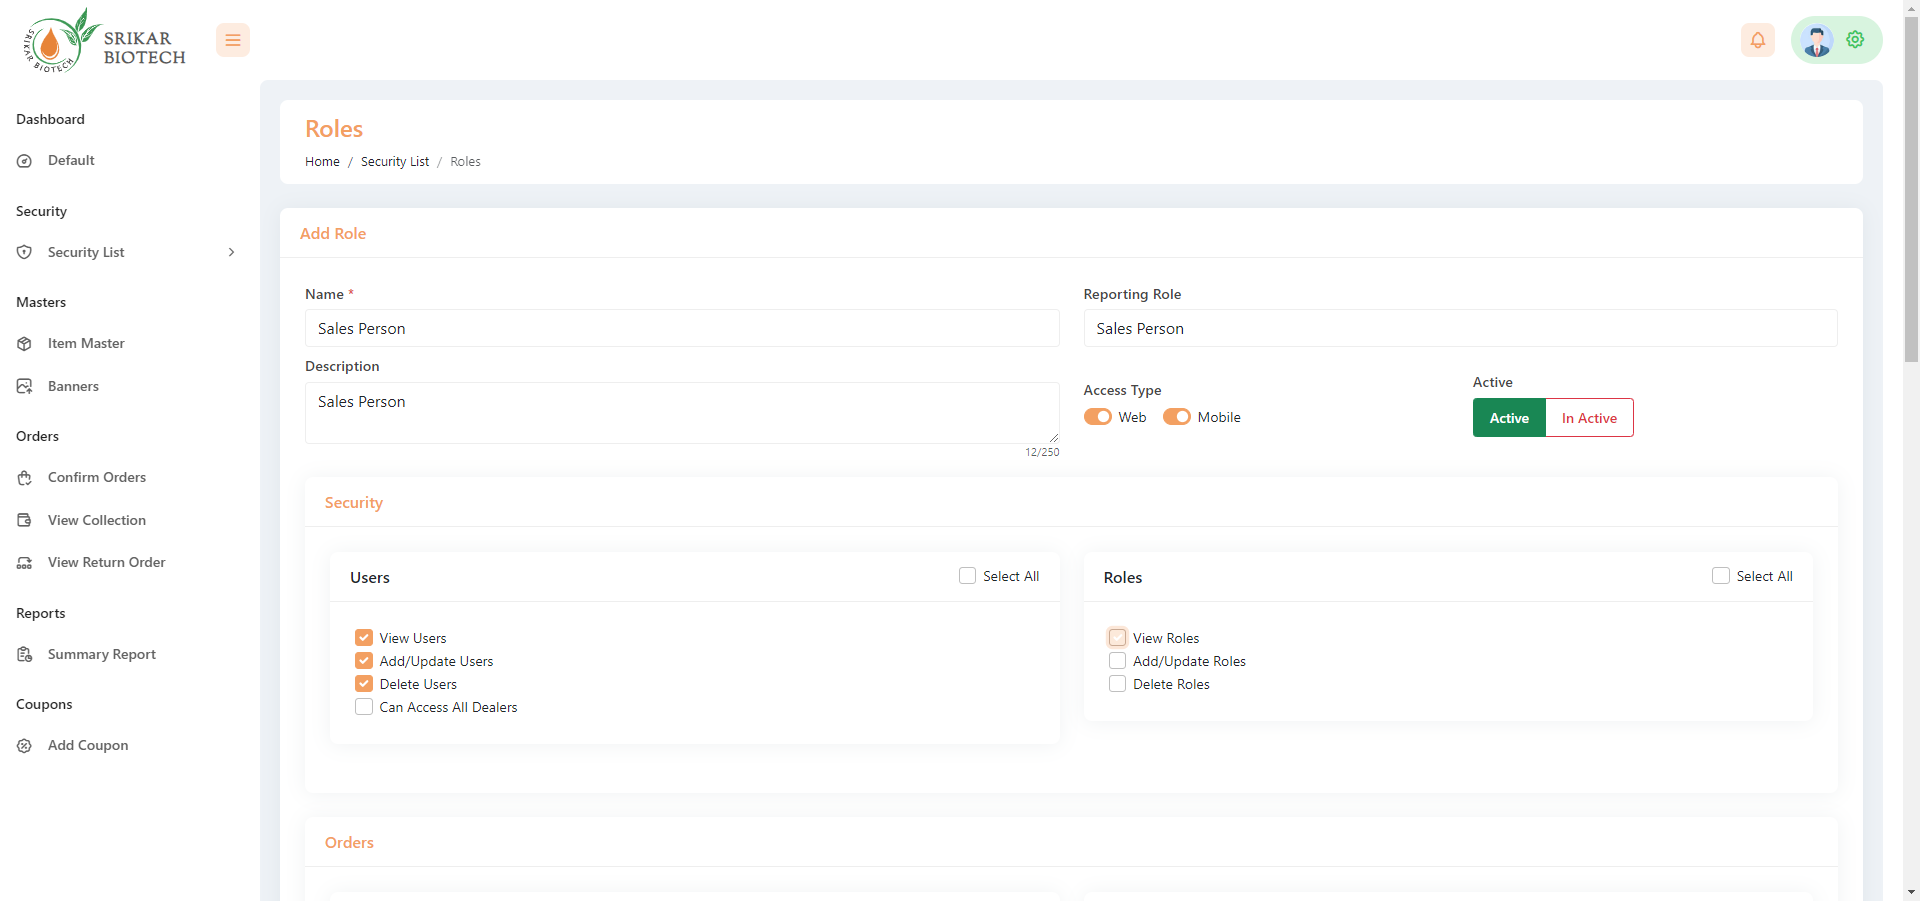 SRIKAR BIOTECH
SRIKAR
BIOTECH
Dashboard
Default
Security
Security List
Masters
Item Master
Banners
Orders
Confirm Orders
View Collection
View Return Order
Reports
Summary Report
Coupons
Add Coupon
Roles
Home / Security List / Roles
Add Role
Name *
Sales Person
Reporting Role
Sales Person
Description
Sales Person
12/250
Access Type
Web Mobile
Active
Active In Active
Security
Users Select All
View Users
Add/Update Users
Delete Users
Can Access All Dealers
Roles Select All
View Roles
Add/Update Roles
Delete Roles
Orders